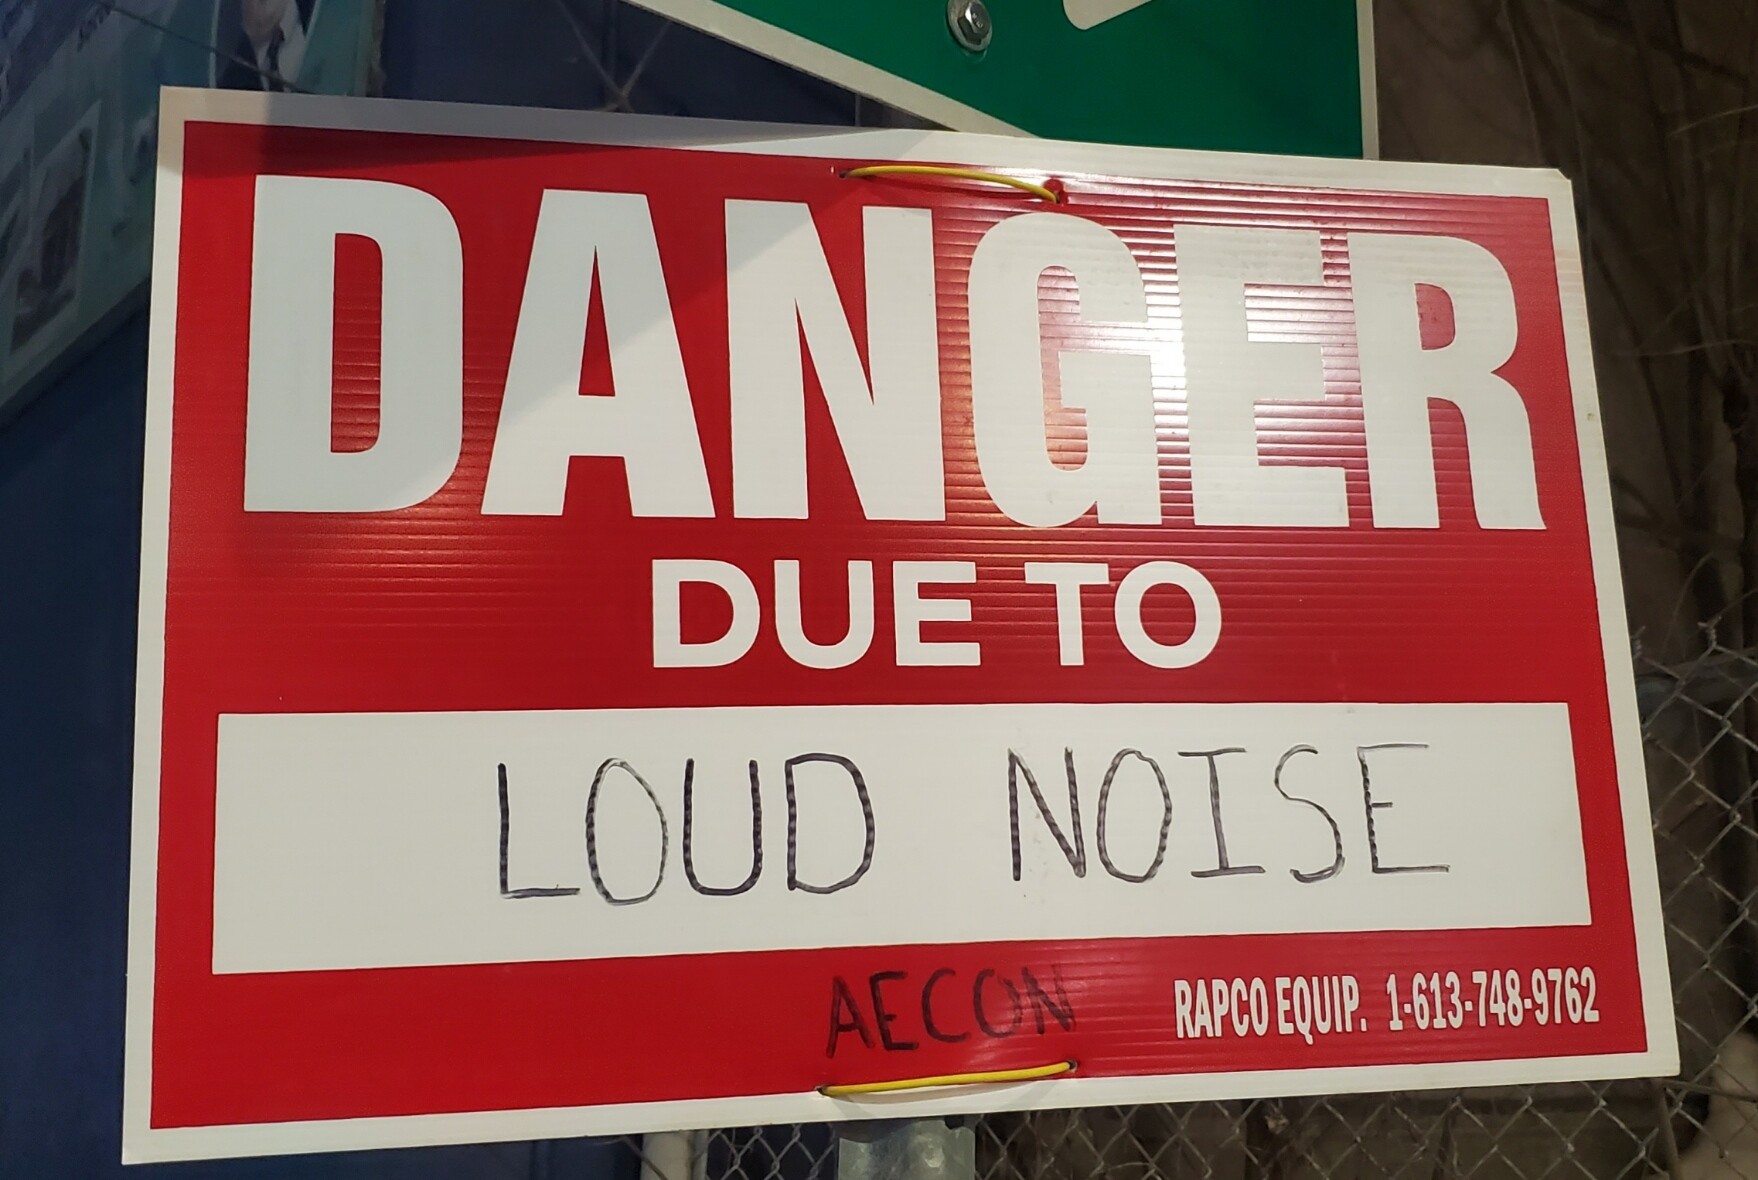 DANGER
DUE TO
LOUD NOISE
AECON
RAPCO EQUIP. 1-613-748-9762